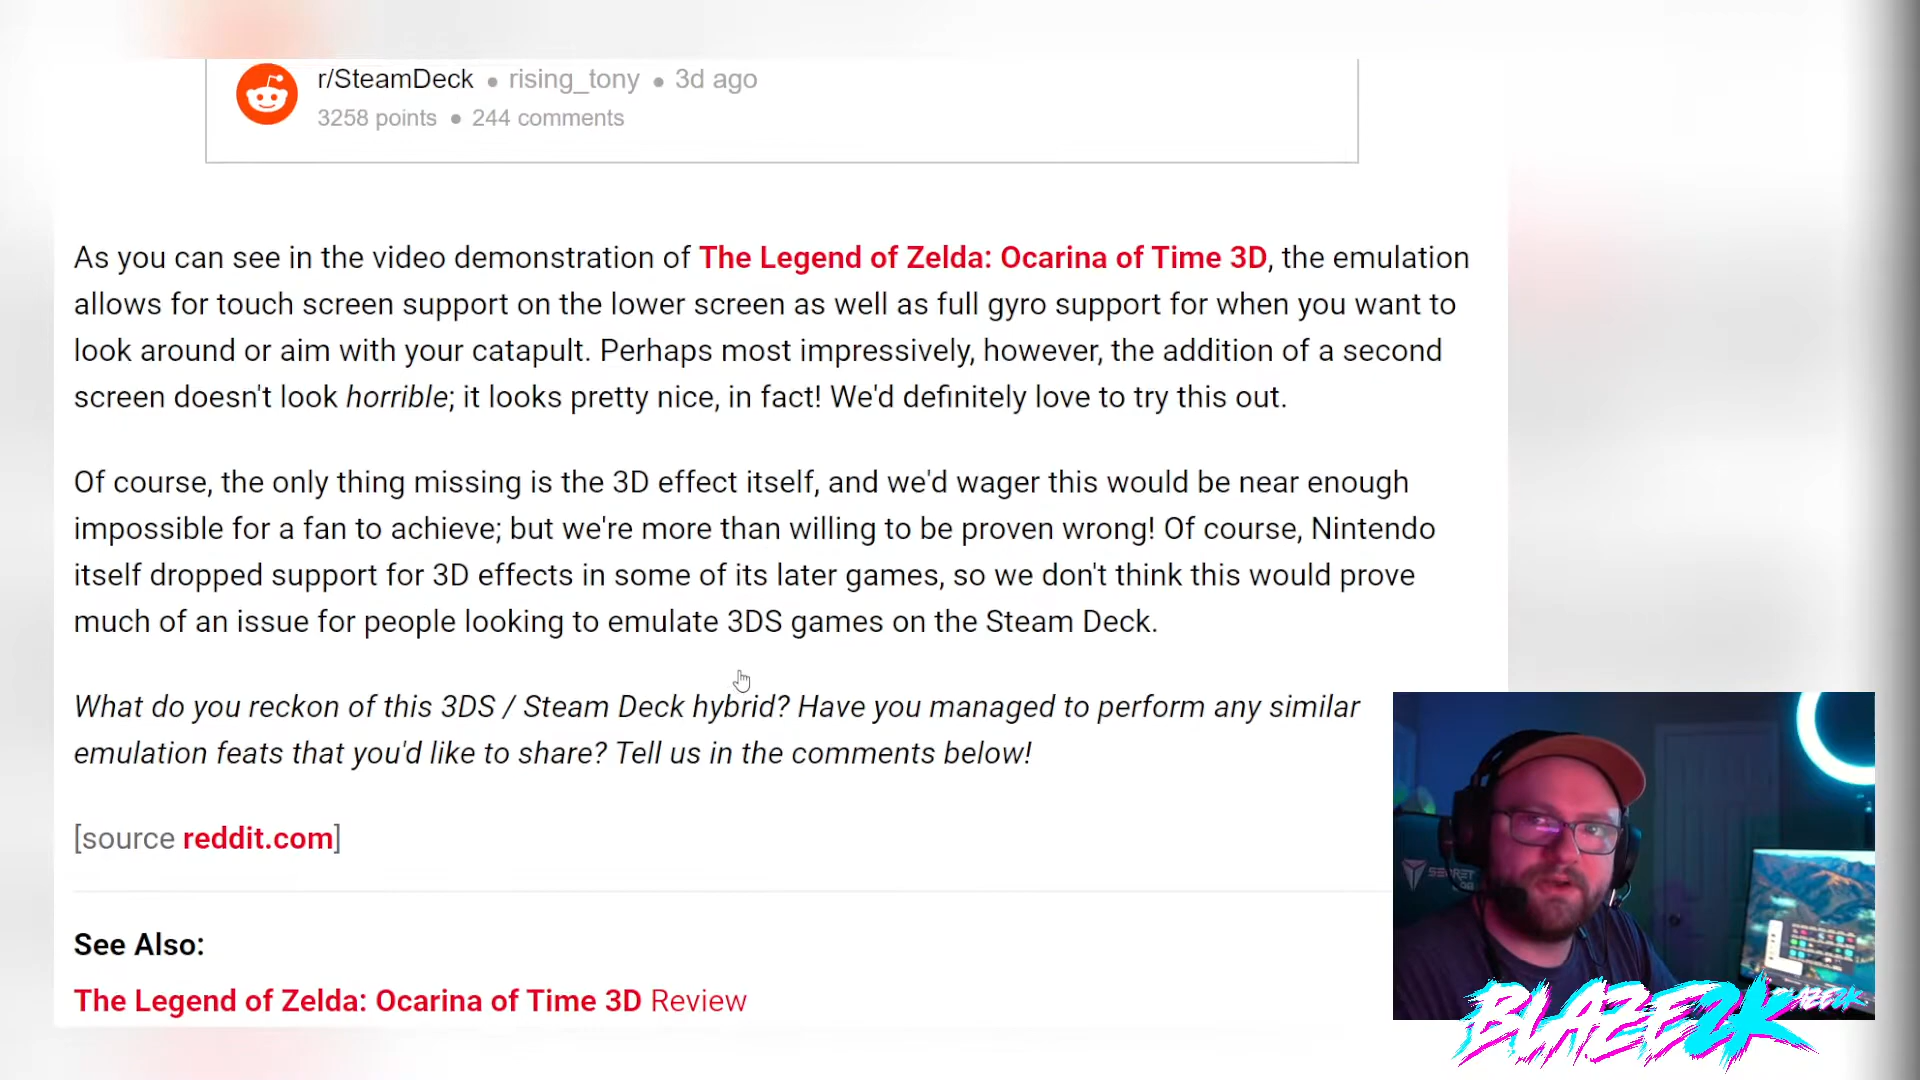 r/SteamDeck • rising_tony • 3d ago
3258 points • 244 comments
As you can see in the video demonstration of The Legend of Zelda: Ocarina of Time 3D, the emulation
allows for touch screen support on the lower screen as well as full gyro support for when you want to
look around or aim with your catapult. Perhaps most impressively, however, the addition of a second
screen doesn't look horrible; it looks pretty nice, in fact! We'd definitely love to try this out.
Of course, the only thing missing is the 3D effect itself, and we'd wager this would be near enough
impossible for a fan to achieve; but we're more than willing to be proven wrong! Of course, Nintendo
itself dropped support for 3D effects in some of its later games, so we don't think this would prove
much of an issue for people looking to emulate 3DS games on the Steam Deck.
What do you reckon of this 3DS / Steam Deck hybrid? Have you managed to perform any similar
emulation feats that you'd like to share? Tell us in the comments below!
[source reddit.com]
See Also:
The Legend of Zelda: Ocarina of Time 3D Review
BLAZE2K